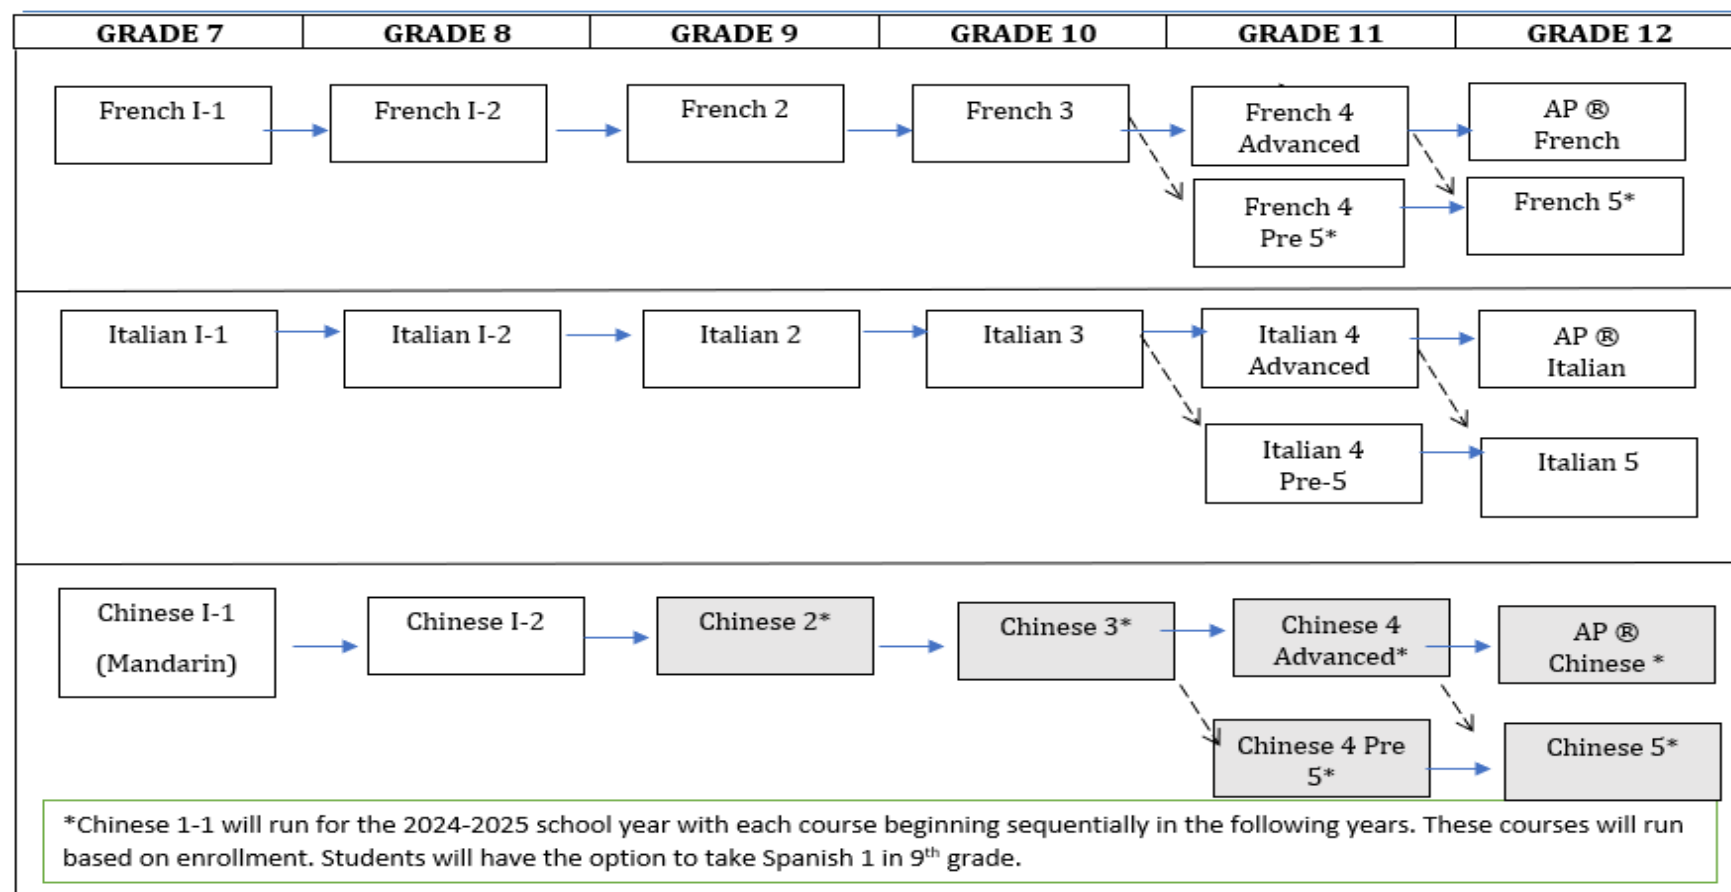 GRADE 7 GRADE 8 GRADE 9 GRADE 10 GRADE 11 GRADE 12
French I-1
French I-2
French 2
French 3
French 4
Advanced
AP ®
French
French 4
Pre 5*
French 5*
Italian I-1
Italian I-2
Italian 2
Italian 3
Italian 4
Advanced
AP ®
Italian
Italian 4
Pre-5
Italian 5
Chinese I-1
(Mandarin)
Chinese I-2
Chinese 2*
Chinese 3*
Chinese 4
Advanced*
AP ®
Chinese *
Chinese 4 Pre
5*
Chinese 5*
*Chinese 1-1 will run for the 2024-2025 school year with each course beginning sequentially in the following years. These courses will run
based on enrollment. Students will have the option to take Spanish 1 in 9th grade.